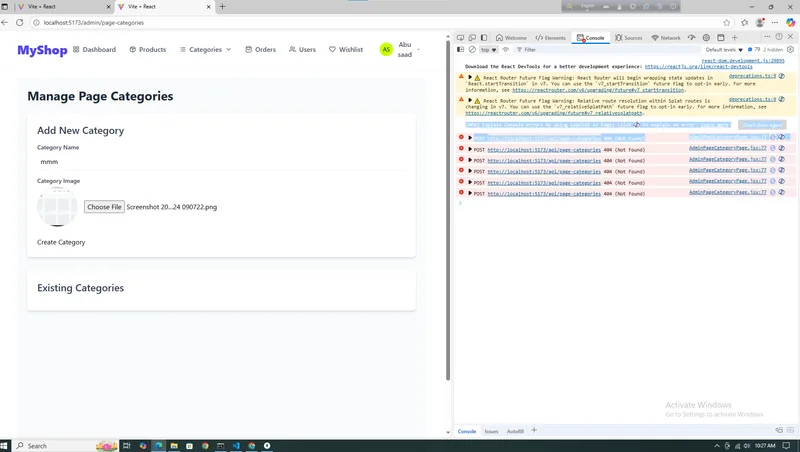 Vite + React
Vite + React
English
localhost:5173/admin/page-categories
MyShop
Dashboard
Products
Categories
Orders
Users
Wishlist
AS
Abu saad
Manage Page Categories
Add New Category
Category Name
mmm
Category Image
Choose File Screenshot 20...24 090722.png
Create Category
Existing Categories
Welcome
Elements
Console
Sources
Network
top
Filter
Default levels
79
2 hidden
react-dom.development.js:29895
Download the React DevTools for a better development experience: https://reactjs.org/link/react-devtools
React Router Future Flag Warning: React Router will begin wrapping state updates in deprecations.ts:9
`React.startTransition` in v7. You can use the `v7_startTransition` future flag to opt-in early. For more
information, see https://reactrouter.com/v6/upgrading/future#v7_starttransition.
React Router Future Flag Warning: Relative route resolution within Splat routes is deprecations.ts:9
changing in v7. You can use the `v7_relativeSplatPath` future flag to opt-in early. For more
information, see https://reactrouter.com/v6/upgrading/future#v7_relativesplatpath.
Don't show again
POST http://localhost:5173/api/page-categories 404 (Not Found) AdminPageCategoryPage.jsx:77
POST http://localhost:5173/api/page-categories 404 (Not Found) AdminPageCategoryPage.jsx:77
POST http://localhost:5173/api/page-categories 404 (Not Found) AdminPageCategoryPage.jsx:77
POST http://localhost:5173/api/page-categories 404 (Not Found) AdminPageCategoryPage.jsx:77
POST http://localhost:5173/api/page-categories 404 (Not Found) AdminPageCategoryPage.jsx:77
POST http://localhost:5173/api/page-categories 404 (Not Found) AdminPageCategoryPage.jsx:77
Activate Windows
Go to Settings to activate Windows.
Console
Issues
Autofill
Search
10:27 AM